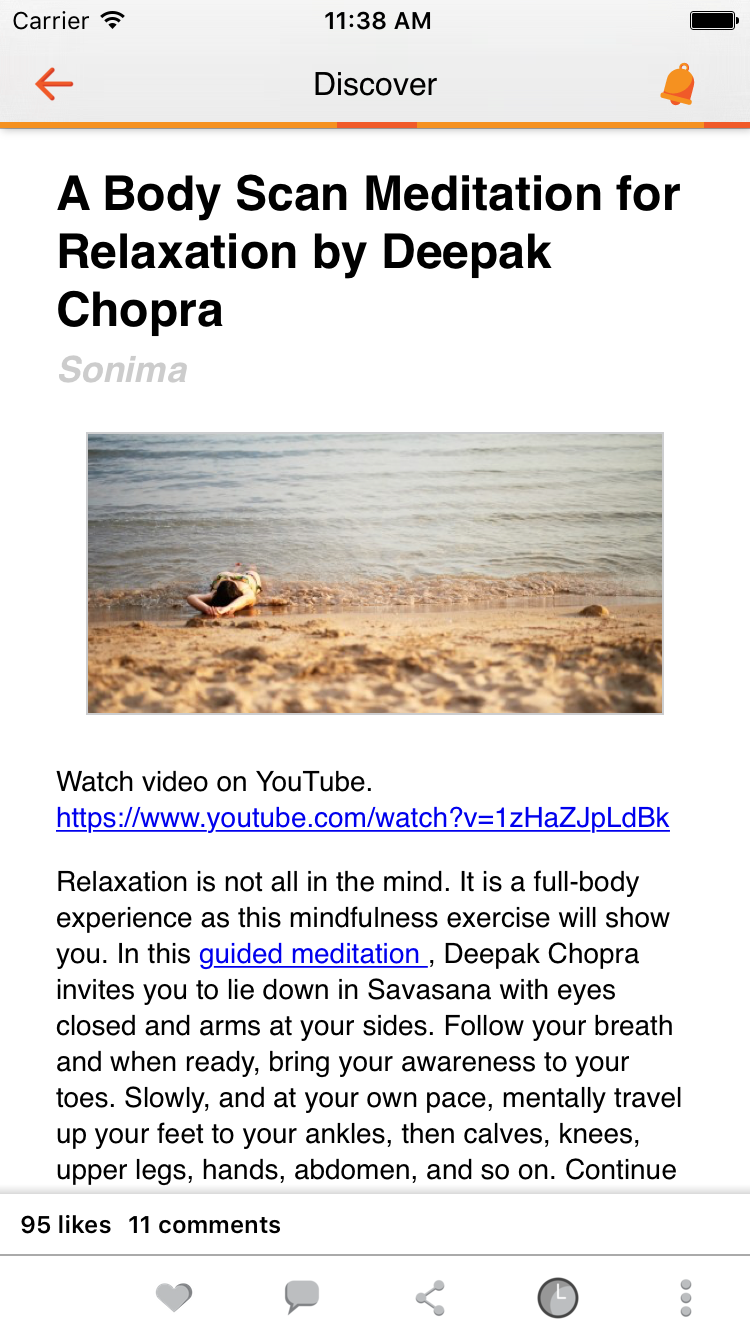 Carrier 11:38 AM
Discover
A Body Scan Meditation for
Relaxation by Deepak
Chopra
Sonima
Watch video on YouTube.
https://www.youtube.com/watch?v=1zHaZJpLdBk
Relaxation is not all in the mind. It is a full-body
experience as this mindfulness exercise will show
you. In this guided meditation , Deepak Chopra
invites you to lie down in Savasana with eyes
closed and arms at your sides. Follow your breath
and when ready, bring your awareness to your
toes. Slowly, and at your own pace, mentally travel
up your feet to your ankles, then calves, knees,
upper legs, hands, abdomen, and so on. Continue
95 likes 11 comments